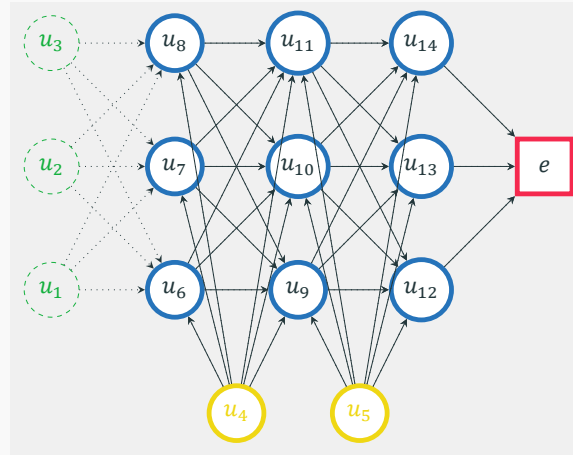 u₃ u₈ u₁₁ u₁₄
u₂ u₇ u₁₀ u₁₃ e
u₁ u₆ u₉ u₁₂
u₄ u₅